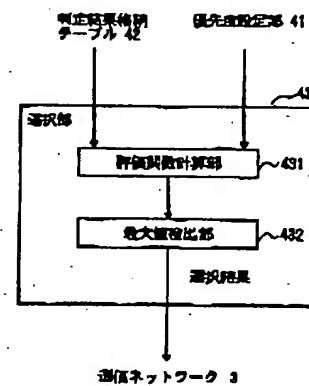 判定結果格納 優先度設定部 41
テーブル 42
43
選択部
評価関数計算部 431
最大値検出部 432
選択結果
通信ネットワーク 3